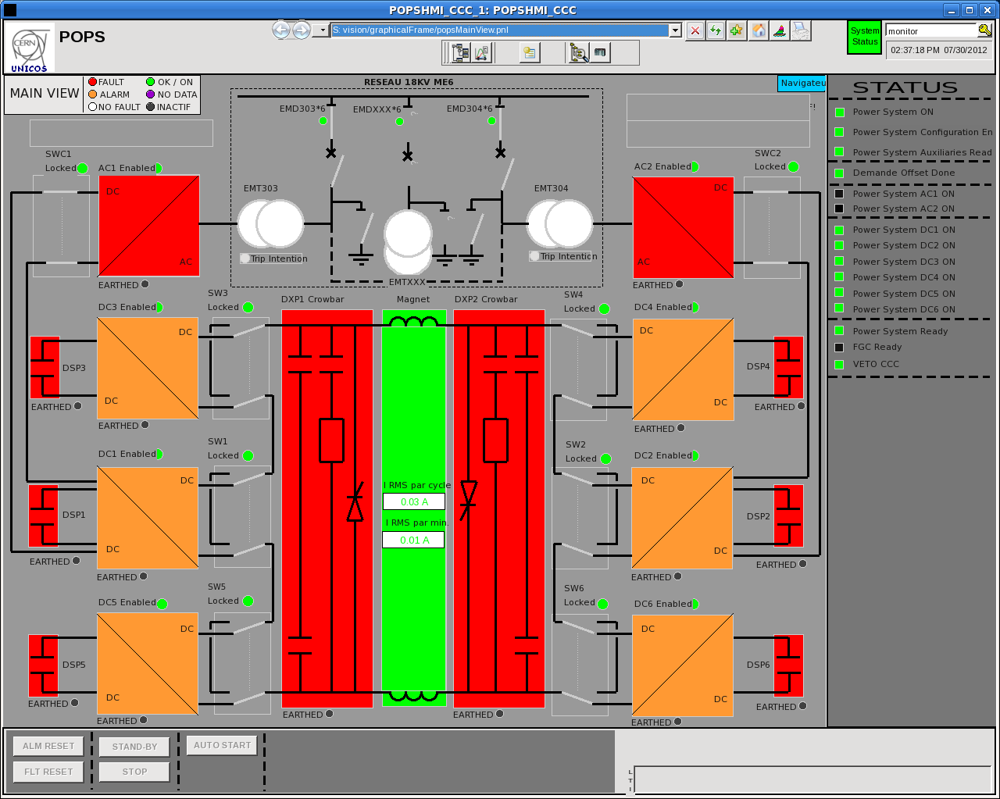 POPSHMI_CCC_1: POPSHMI_CCC
CERN
UNICOS
POPS
S: vision/graphicalFrame/popsMainView.pnl
System
Status
monitor
02:37:18 PM 07/30/2012
MAIN VIEW
FAULT
OK / ON
ALARM
NO DATA
NO FAULT
INACTIF
RESEAU 18KV ME6
Navigateu
EMD303*6
EMDXXX*6
EMD304*6
SWC1
Locked
AC1 Enabled
AC2 Enabled
SWC2
Locked
DC
AC
EARTHED
EMT303
EMT304
Trip Intention
Trip Intention
EMTXXX
DC
AC
EARTHED
DC3 Enabled
SW3
Locked
DXP1 Crowbar
Magnet
DXP2 Crowbar
SW4
Locked
DC4 Enabled
DSP3
EARTHED
DC
DC
EARTHED
DC
DC
EARTHED
DSP4
EARTHED
DC1 Enabled
SW1
Locked
SW2
Locked
DC2 Enabled
DSP1
EARTHED
DC
DC
EARTHED
I RMS par cycle
0.03 A
I RMS par min.
0.01 A
DC
DC
EARTHED
DSP2
EARTHED
DC5 Enabled
SW5
Locked
SW6
Locked
DC6 Enabled
DSP5
EARTHED
DC
DC
EARTHED
EARTHED
EARTHED
DC
DC
EARTHED
DSP6
EARTHED
STATUS
Power System ON
Power System Configuration En
Power System Auxiliaries Read
Demande Offset Done
Power System AC1 ON
Power System AC2 ON
Power System DC1 ON
Power System DC2 ON
Power System DC3 ON
Power System DC4 ON
Power System DC5 ON
Power System DC6 ON
Power System Ready
FGC Ready
VETO CCC
ALM RESET
STAND-BY
AUTO START
FLT RESET
STOP